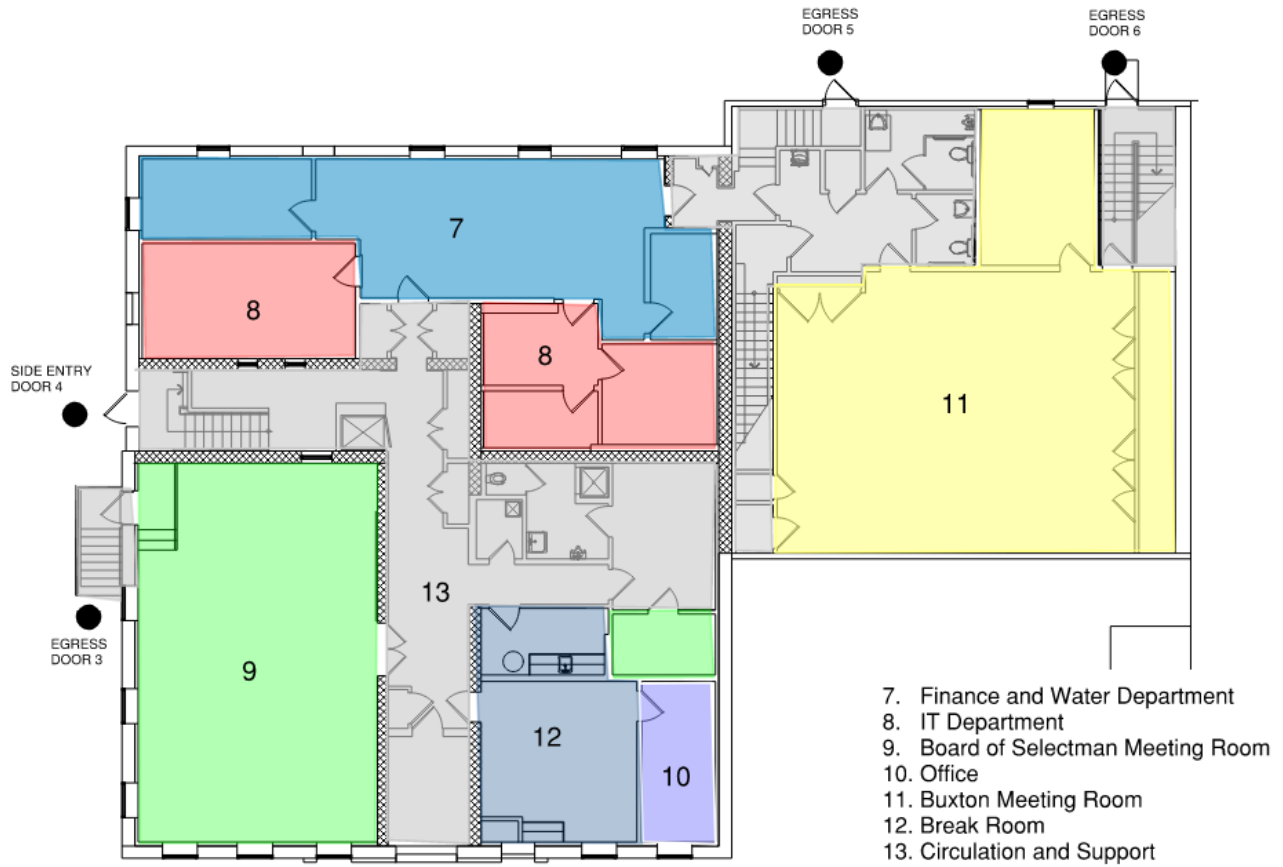 EGRESS
DOOR 5
EGRESS
DOOR 6
7
8
8
SIDE ENTRY
DOOR 4
11
13
EGRESS
DOOR 3
9
12
10
7. Finance and Water Department
8. IT Department
9. Board of Selectman Meeting Room
10. Office
11. Buxton Meeting Room
12. Break Room
13. Circulation and Support